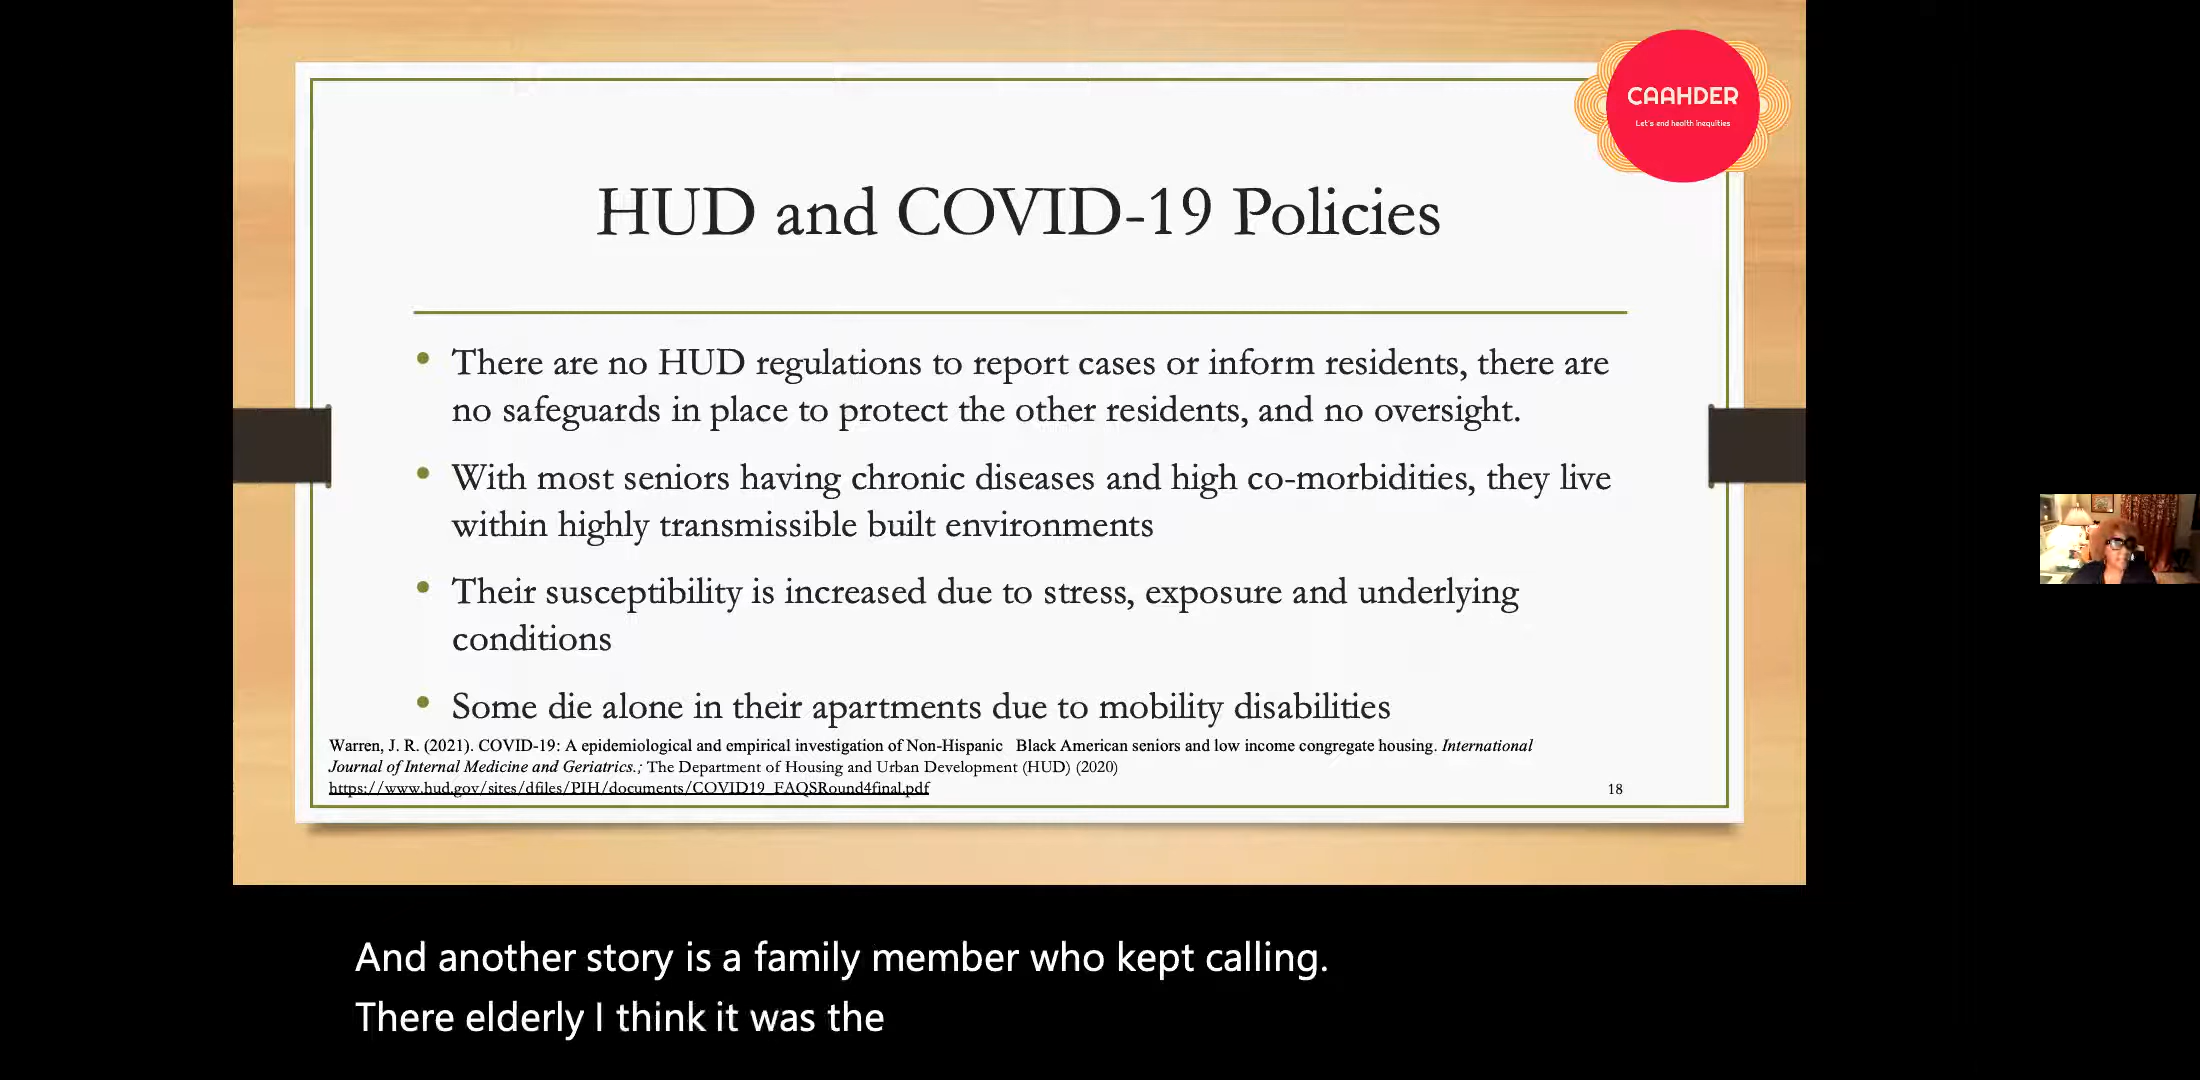 CAAHDER
Let's end health inequities
HUD and COVID-19 Policies
• There are no HUD regulations to report cases or inform residents, there are
no safeguards in place to protect the other residents, and no oversight.
• With most seniors having chronic diseases and high co-morbidities, they live
within highly transmissible built environments
• Their susceptibility is increased due to stress, exposure and underlying
conditions
• Some die alone in their apartments due to mobility disabilities
Warren, J. R. (2021). COVID-19: A epidemiological and empirical investigation of Non-Hispanic Black American seniors and low income congregate housing. International
Journal of Internal Medicine and Geriatrics.; The Department of Housing and Urban Development (HUD) (2020)
https://www.hud.gov/sites/dfiles/PIH/documents/COVID19_FAQSRound4final.pdf
18
And another story is a family member who kept calling.
There elderly I think it was the